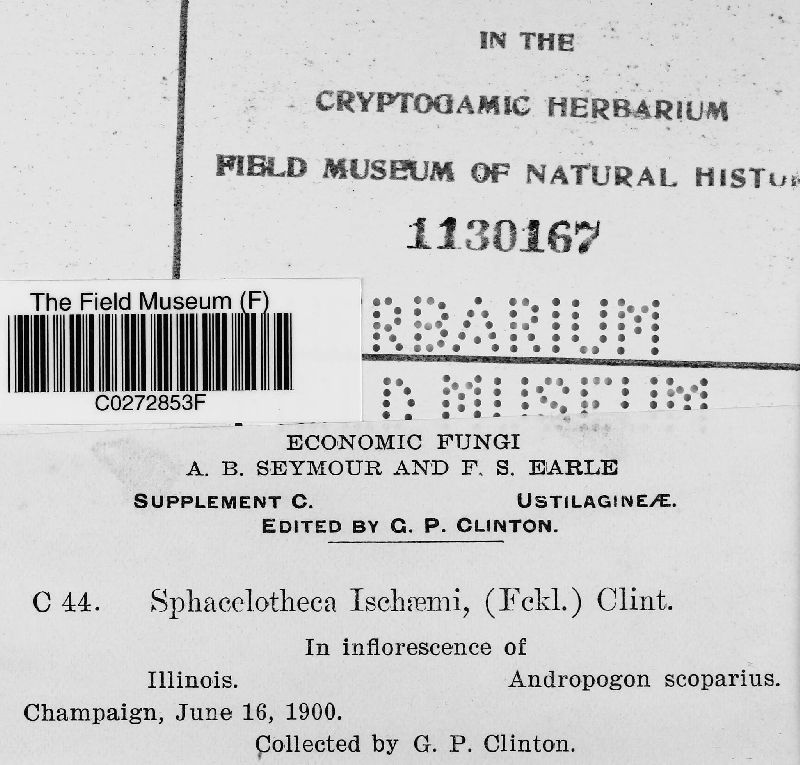 IN THE
CRYPTOGAMIC HERBARIUM
FIELD MUSEUM OF NATURAL
1130167
The Field Museum (F)
C0272853F
RBARIUM
D MUSEUM
ECONOMIC FUNGI
A. B. SEYMOUR AND F. S. EARLE
SUPPLEMENT C. USTILAGINEÆ.
EDITED BY G. P. CLINTON.
C 44. Sphacelotheca Ischæmi, (Fckl.) Clint.
In inflorescence of
Illinois. Andropogon scoparius.
Champaign, June 16, 1900.
Collected by G. P. Clinton.